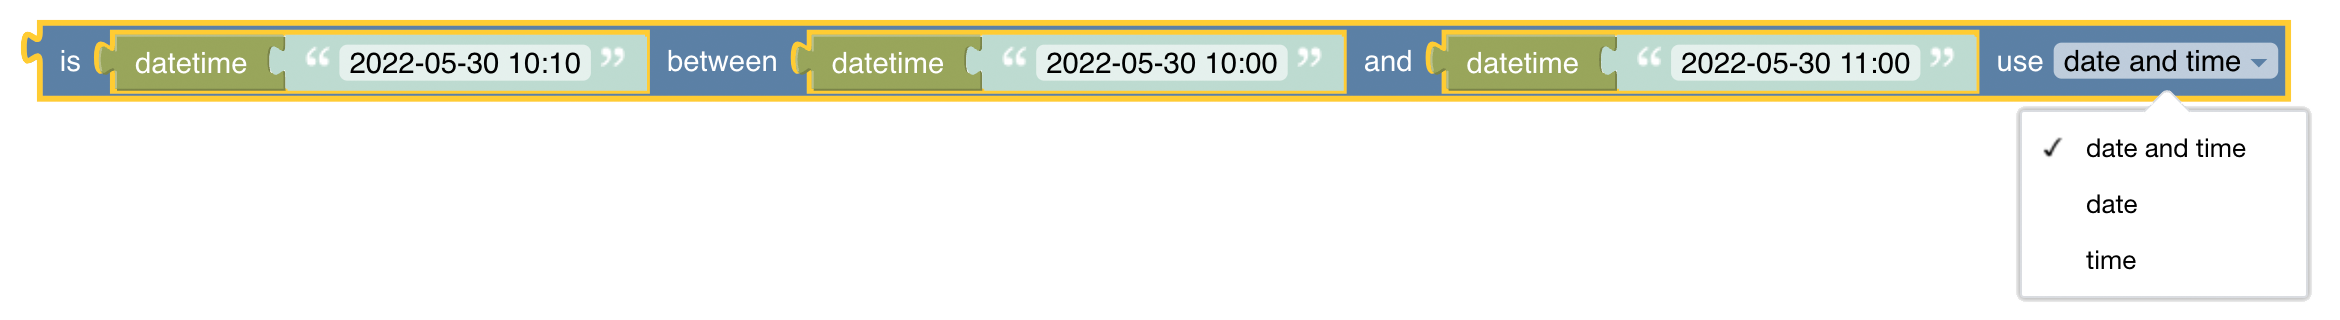 is datetime “ 2022-05-30 10:10 ” between datetime “ 2022-05-30 10:00 ” and datetime “ 2022-05-30 11:00 ” use date and time
✓ date and time
date
time